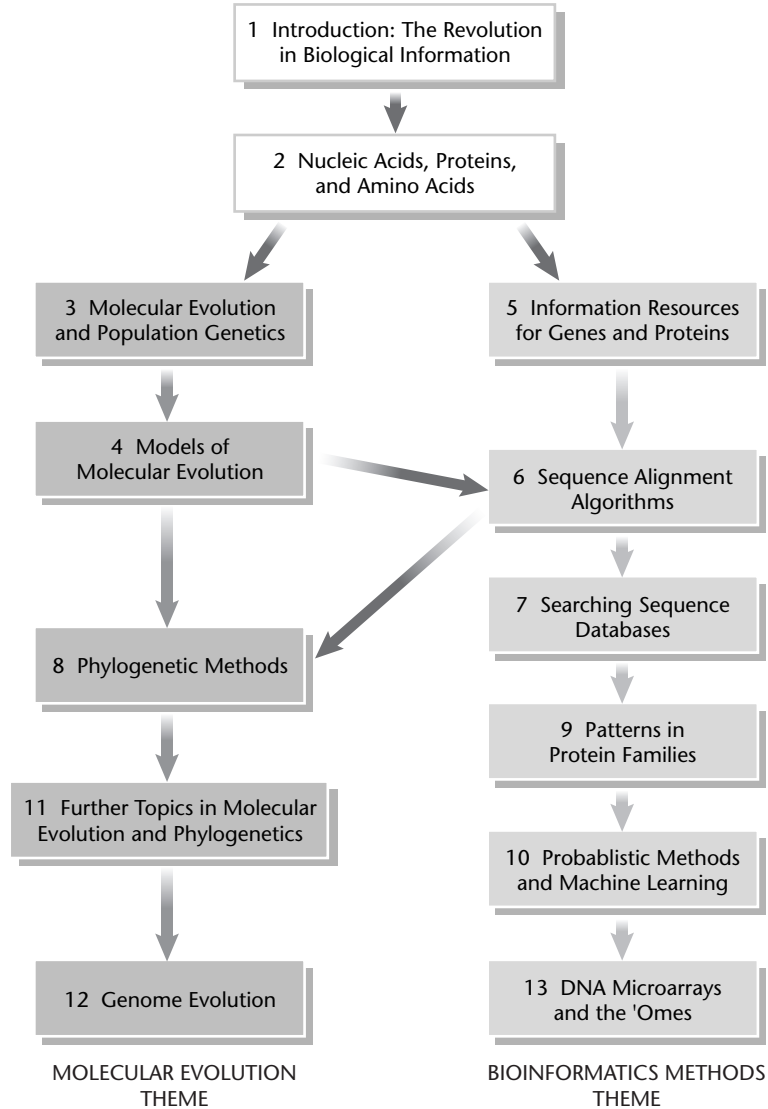 1 Introduction: The Revolution
in Biological Information
2 Nucleic Acids, Proteins,
and Amino Acids
3 Molecular Evolution
and Population Genetics
5 Information Resources
for Genes and Proteins
4 Models of
Molecular Evolution
6 Sequence Alignment
Algorithms
7 Searching Sequence
Databases
8 Phylogenetic Methods
9 Patterns in
Protein Families
11 Further Topics in Molecular
Evolution and Phylogenetics
10 Probablistic Methods
and Machine Learning
12 Genome Evolution
13 DNA Microarrays
and the 'Omes
MOLECULAR EVOLUTION
THEME
BIOINFORMATICS METHODS
THEME